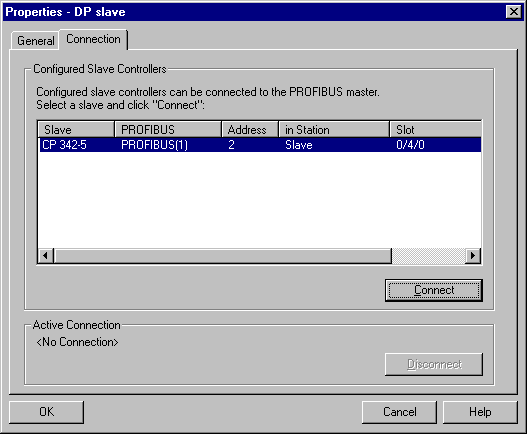 Properties - DP slave
General Connection
Configured Slave Controllers
Configured slave controllers can be connected to the PROFIBUS master.
Select a slave and click "Connect":
Slave PROFIBUS Address in Station Slot
CP 342-5 PROFIBUS(1) 2 Slave 0/4/0
Connect
Active Connection
<No Connection>
Disconnect
OK Cancel Help